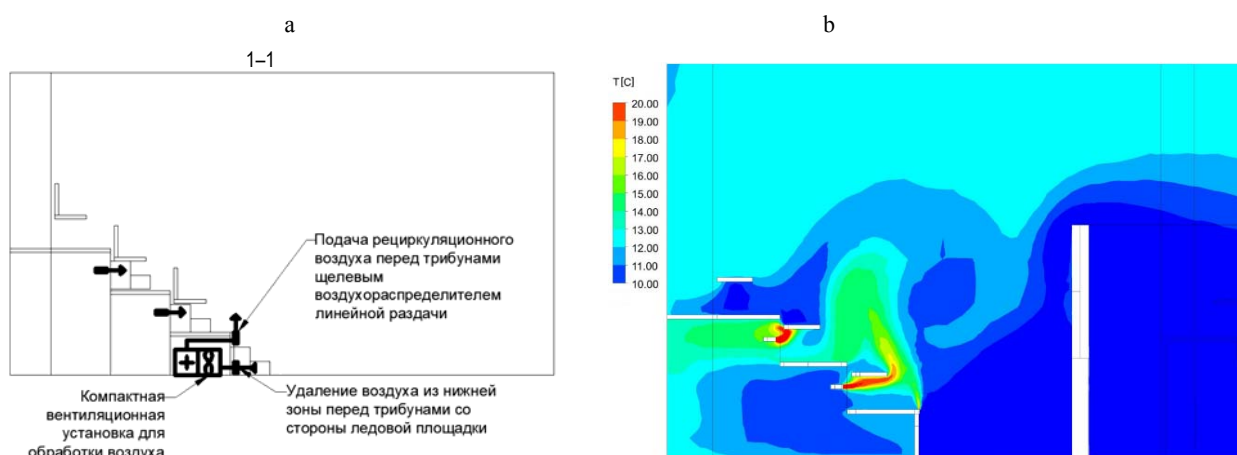 a
b
1–1
Подача рециркуляционного
воздуха перед трибунами
щелевым
воздухораспределителем
линейной раздачи
Компактная
вентиляционная
установка для
обработки воздуха
Удаление воздуха из нижней
зоны перед трибунами со
стороны ледовой площадки
T [C]
20.00
19.00
18.00
17.00
16.00
15.00
14.00
13.00
12.00
11.00
10.00